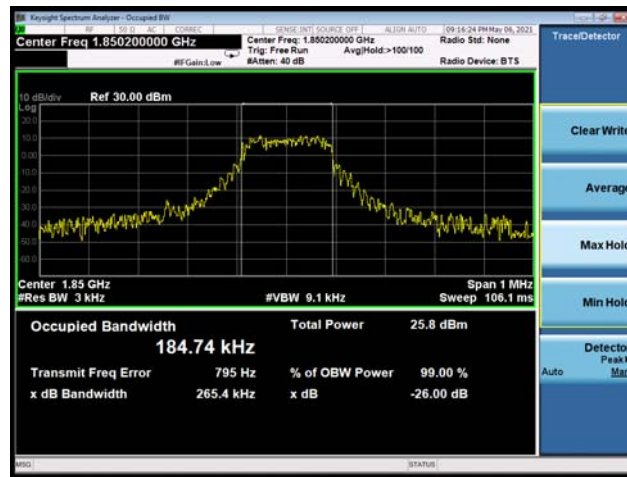 Keysight Spectrum Analyzer - Occupied BW
RF 50 Ω AC CORREC SENSE:INT SOURCE OFF ALIGN AUTO 09:16:24 PM May 06, 2021
Center Freq 1.850200000 GHz
Center Freq: 1.850200000 GHz
Radio Std: None
Trig: Free Run Avg|Hold:>100/100
#IFGain:Low #Atten: 40 dB Radio Device: BTS
Trace/Detector
10 dB/div Ref 30.00 dBm
Log
20.0
10.0
0.00
10.0
20.0
30.0
40.0
50.0
60.0
Center 1.85 GHz Span 1 MHz
#Res BW 3 kHz #VBW 9.1 kHz Sweep 106.1 ms
Occupied Bandwidth Total Power 25.8 dBm
184.74 kHz
Transmit Freq Error 795 Hz % of OBW Power 99.00 %
x dB Bandwidth 265.4 kHz x dB -26.00 dB
Clear Write
Average
Max Hold
Min Hold
Detector
Peak
Auto Man
MSG STATUS